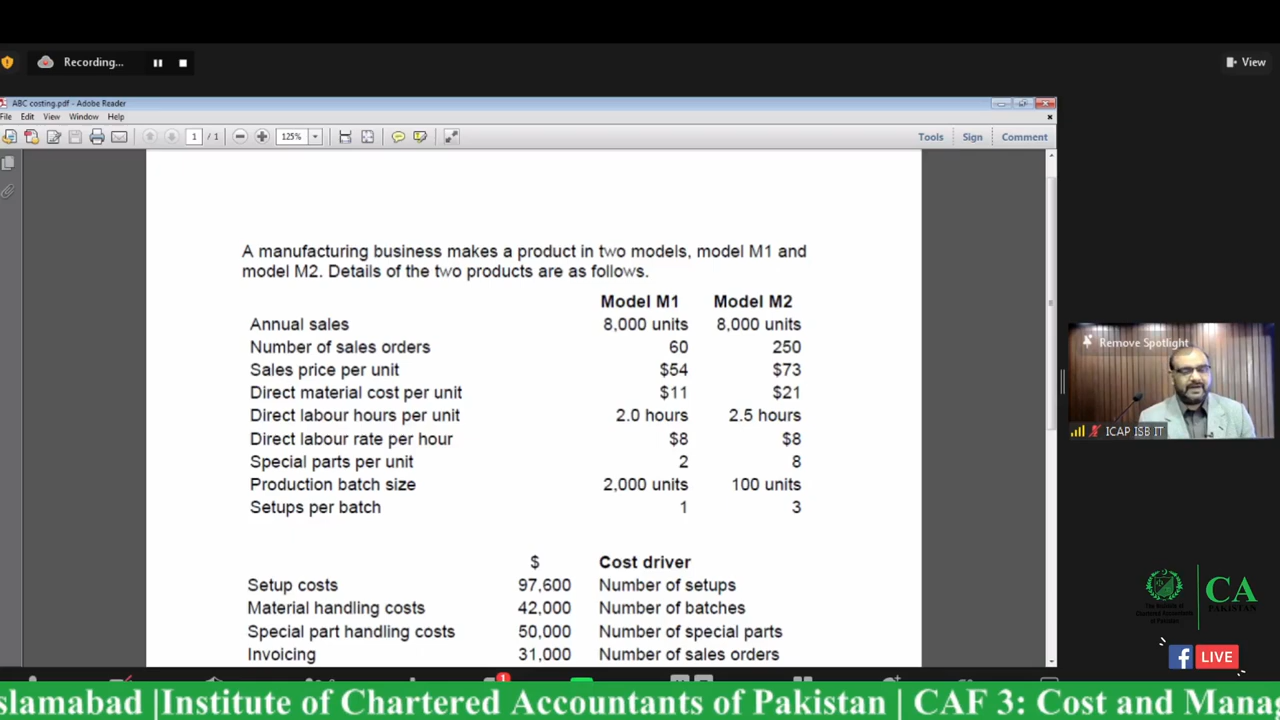 Recording...
View
ABC costing.pdf - Adobe Reader
File Edit View Window Help
1 / 1 125% Tools Sign Comment
A manufacturing business makes a product in two models, model M1 and
model M2. Details of the two products are as follows.
Model M1 Model M2
Annual sales 8,000 units 8,000 units
Number of sales orders 60 250
Sales price per unit $54 $73
Direct material cost per unit $11 $21
Direct labour hours per unit 2.0 hours 2.5 hours
Direct labour rate per hour $8 $8
Special parts per unit 2 8
Production batch size 2,000 units 100 units
Setups per batch 1 3
$ Cost driver
Setup costs 97,600 Number of setups
Material handling costs 42,000 Number of batches
Special part handling costs 50,000 Number of special parts
Invoicing 31,000 Number of sales orders
Remove Spotlight
ICAP ISB IT
CA
PAKISTAN
LIVE
1
slamabad |Institute of Chartered Accountants of Pakistan | CAF 3: Cost and Manag